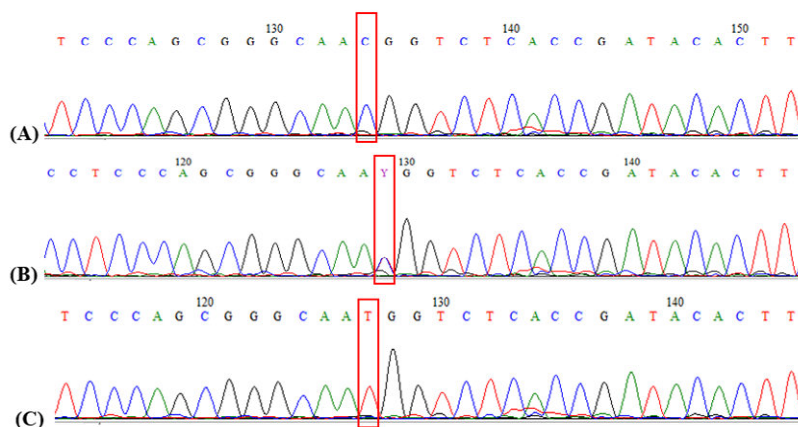 130 140 150
T C C C A G C G G G C A A C G G T C T C A C C G A T A C A C T T
(A)
120 130 140
C C T C C C A G C G G G C A A Y G G T C T C A C C G A T A C A C T T
(B)
120 130 140
T C C C A G C G G G C A A T G G T C T C A C C G A T A C A C T T
(C)